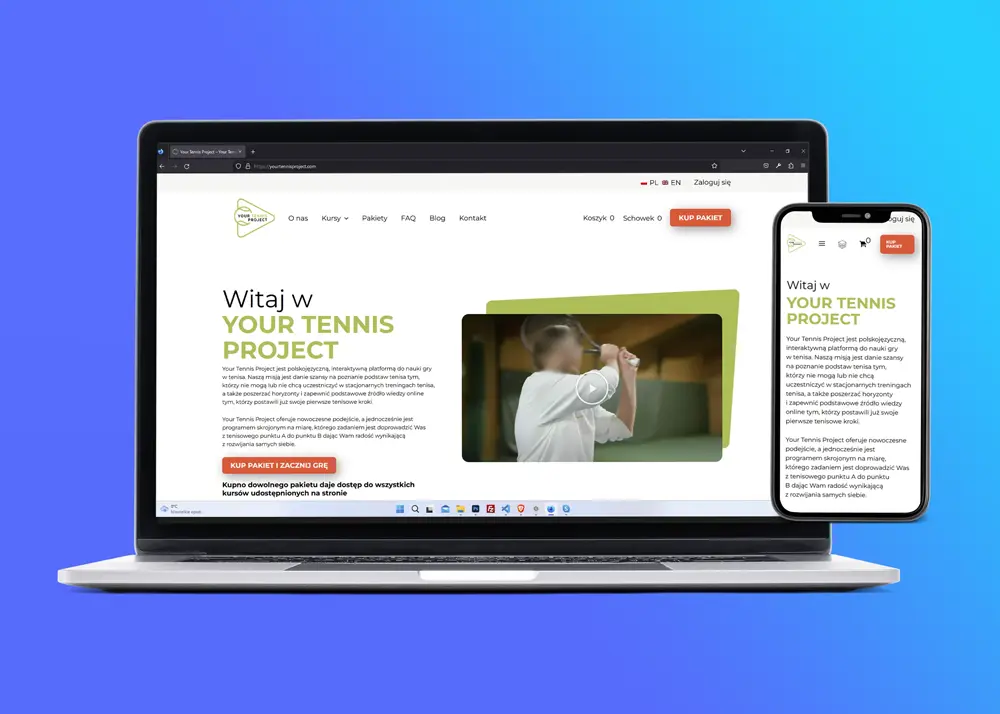 Your Tennis Project – Your Ten
https://yourtennisproject.com
PL EN Zaloguj się
YOUR TENNIS
PROJECT
O nas Kursy Pakiety FAQ Blog Kontakt Koszyk 0 Schowek 0 KUP PAKIET
Witaj w
YOUR TENNIS
PROJECT
Your Tennis Project jest polskojęzyczną, interaktywną platformą do nauki gry
w tenisa. Naszą misją jest danie szansy na poznanie podstaw tenisa tym,
którzy nie mogą lub nie chcą uczestniczyć w stacjonarnych treningach tenisa,
a także poszerzać horyzonty i zapewnić podstawowe źródło wiedzy online
tym, którzy postawili już swoje pierwsze tenisowe kroki.
Your Tennis Project oferuje nowoczesne podejście, a jednocześnie jest
programem skrojonym na miarę, którego zadaniem jest doprowadzić Was
z tenisowego punktu A do punktu B dając Wam radość wynikającą
z rozwijania samych siebie.
KUP PAKIET I ZACZNIJ GRĘ
Kupno dowolnego pakietu daje dostęp do wszystkich
kursów udostępnionych na stronie
oguj się
0
KUP
PAKIET
Witaj w
YOUR TENNIS
PROJECT
Your Tennis Project jest polskojęzyczną,
interaktywną platformą do nauki gry
w tenisa. Naszą misją jest danie szansy
na poznanie podstaw tenisa tym,
którzy nie mogą lub nie chcą
uczestniczyć w stacjonarnych treningach
tenisa, a także poszerzać horyzonty
i zapewnić podstawowe źródło wiedzy
online tym, którzy postawili już swoje
pierwsze tenisowe kroki.
Your Tennis Project oferuje nowoczesne
podejście, a jednocześnie jest
programem skrojonym na miarę,
którego zadaniem jest doprowadzić Was
z tenisowego punktu A do punktu
B dając Wam radość wynikającą
z rozwijania samych siebie.